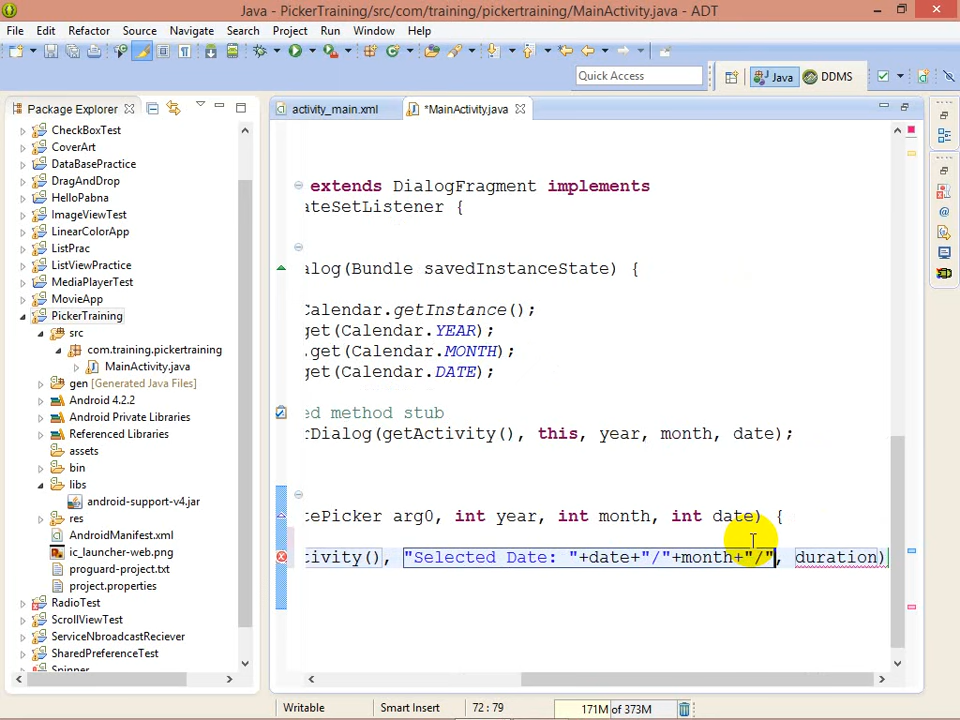 Java - PickerTraining/src/com/training/pickertraining/MainActivity.java - ADT
File Edit Refactor Source Navigate Search Project Run Window Help
Quick Access
Java
DDMS
Package Explorer
activity_main.xml
*MainActivity.java
CheckBoxTest
CoverArt
DataBasePractice
DragAndDrop
HelloPabna
ImageViewTest
LinearColorApp
ListPrac
ListViewPractice
MediaPlayerTest
MovieApp
PickerTraining
src
com.training.pickertraining
MainActivity.java
gen [Generated Java Files]
Android 4.2.2
Android Private Libraries
Referenced Libraries
assets
bin
libs
android-support-v4.jar
res
AndroidManifest.xml
ic_launcher-web.png
proguard-project.txt
project.properties
RadioTest
ScrollViewTest
ServiceNbroadcastReciever
SharedPreferenceTest
Spinner
extends DialogFragment implements
ateSetListener {
alog(Bundle savedInstanceState) {
Calendar.getInstance();
get(Calendar.YEAR);
.get(Calendar.MONTH);
get(Calendar.DATE);
ed method stub
rDialog(getActivity(), this, year, month, date);
tePicker arg0, int year, int month, int date) {
tivity(), "Selected Date: "+date+"/"+month+"/", duration)
Writable
Smart Insert
72 : 79
171M of 373M